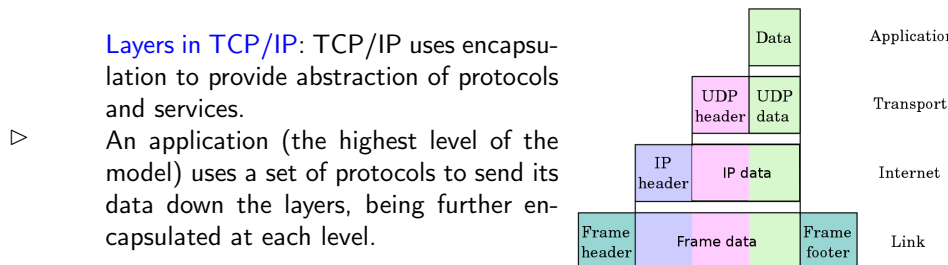 Layers in TCP/IP: TCP/IP uses encapsu-
lation to provide abstraction of protocols
and services.
▷ An application (the highest level of the
model) uses a set of protocols to send its
data down the layers, being further en-
capsulated at each level.
Data
Application
UDP header
UDP data
Transport
IP header
IP data
Internet
Frame header
Frame data
Frame footer
Link